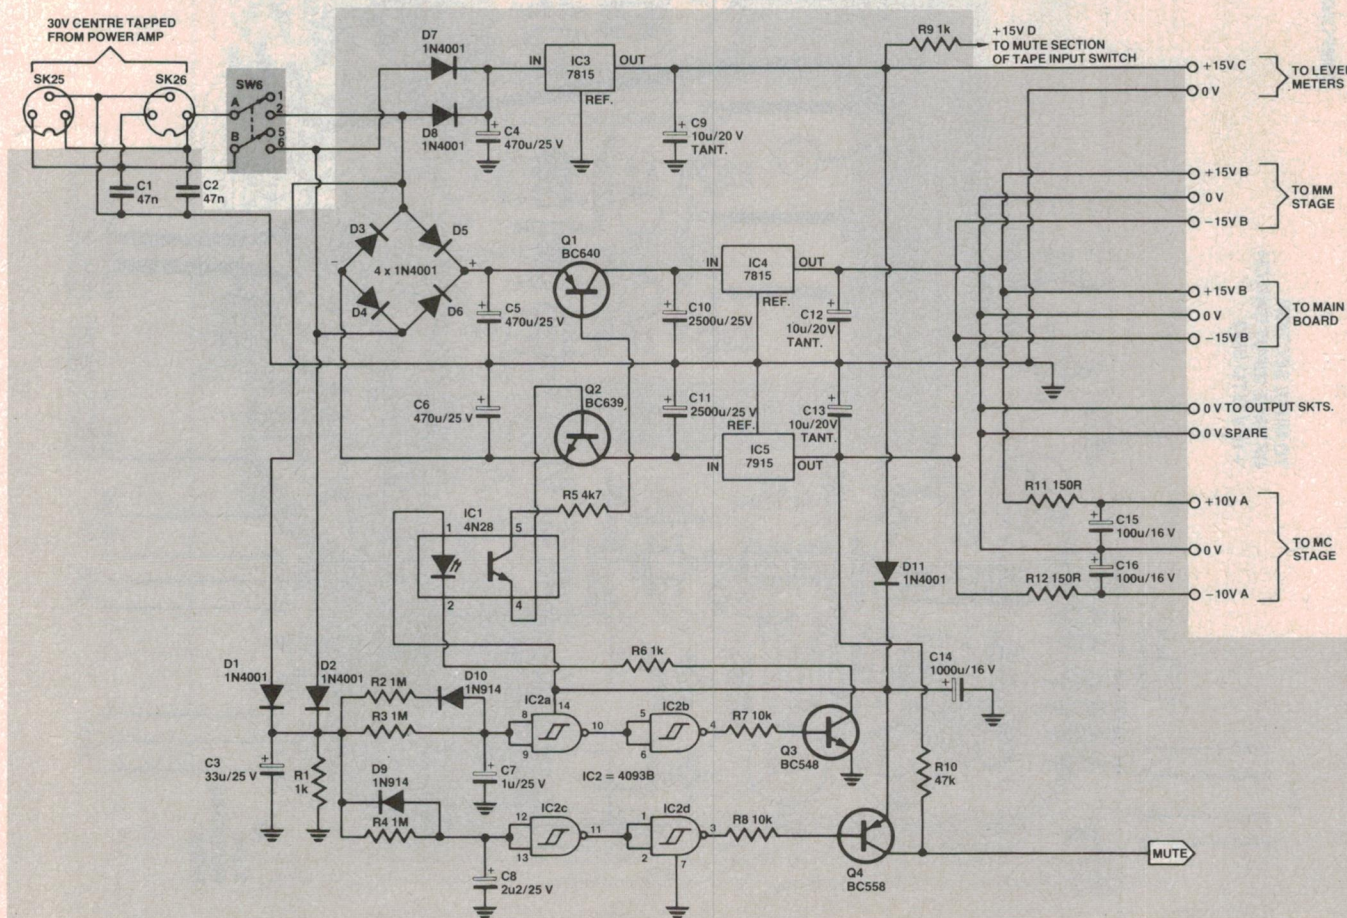 30V CENTRE TAPPED
FROM POWER AMP
SK25
SK26
SW6
A
B
1
2
5
6
C1
47n
C2
47n
D7
1N4001
D8
1N4001
C4
470u/25 V
IN
IC3
7815
OUT
REF.
C9
10u/20 V
TANT.
R9 1k
+15V D
TO MUTE SECTION
OF TAPE INPUT SWITCH
+15V C
0 V
TO LEVEL
METERS
+15V B
0 V
−15V B
TO MM
STAGE
+15V B
0 V
−15V B
TO MAIN
BOARD
0 V TO OUTPUT SKTS.
0 V SPARE
+10V A
0 V
−10V A
TO MC
STAGE
D3
D5
4 x 1N4001
D4
D6
−
+
C5
470u/25 V
Q1
BC640
C10
2500u/25V
IN
IC4
7815
OUT
REF.
C12
10u/20V
TANT.
C6
470u/25 V
Q2
BC639
C11
2500u/25 V
REF.
IN
IC5
7915
OUT
C13
10u/20V
TANT.
R11 150R
C15
100u/16 V
C16
100u/16 V
R12 150R
R5 4k7
IC1
4N28
1
5
2
4
D11
1N4001
R6 1k
C14
1000u/16 V
D1
1N4001
D2
1N4001
R2 1M
D10
1N914
R3 1M
IC2a
14
8
9
10
IC2b
5
6
4
R7 10k
Q3
BC548
C3
33u/25 V
R1
1k
C7
1u/25 V
IC2 = 4093B
R10
47k
D9
1N914
R4 1M
IC2c
12
13
11
IC2d
1
2
3
7
R8 10k
Q4
BC558
C8
2u2/25 V
MUTE